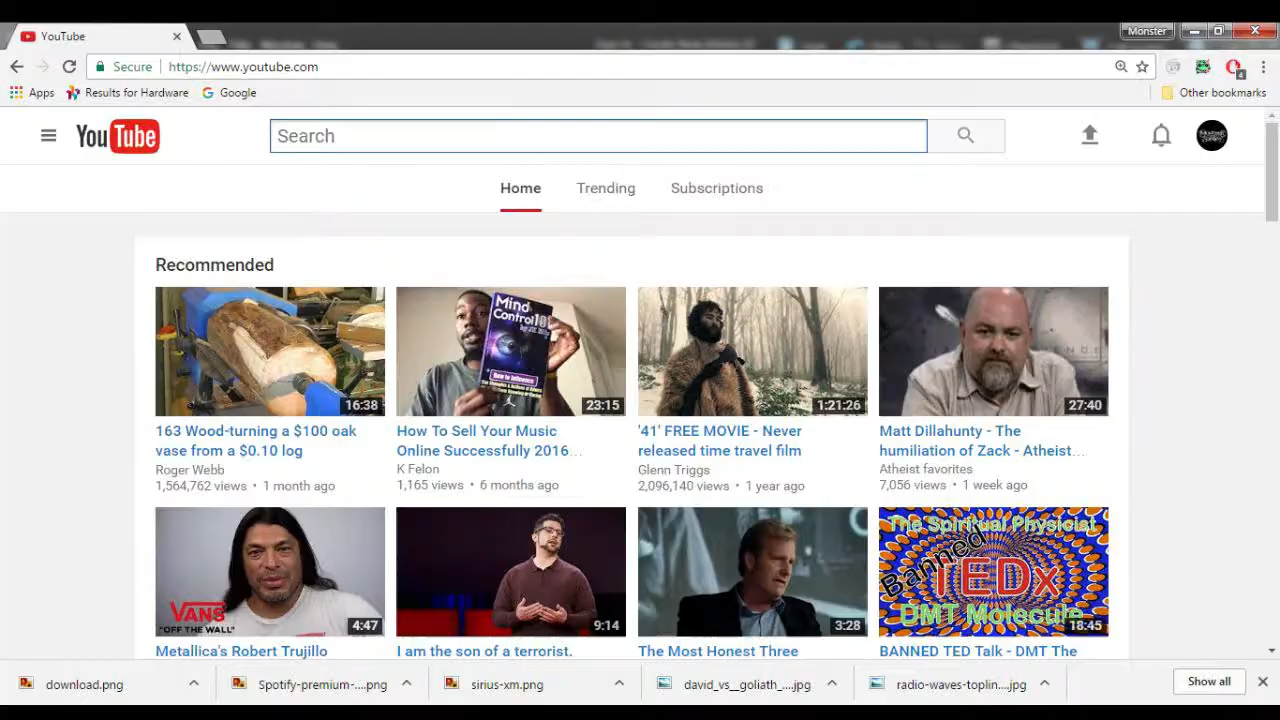 YouTube
Monster
Secure https://www.youtube.com
4
Apps Results for Hardware Google Other bookmarks
YouTube
Search
Home Trending Subscriptions
Recommended
Mind
Control
16:38 23:15 1:21:26 27:40
163 Wood-turning a $100 oak
vase from a $0.10 log
Roger Webb
1,564,762 views • 1 month ago
How To Sell Your Music
Online Successfully 2016...
K Felon
1,165 views • 6 months ago
'41' FREE MOVIE - Never
released time travel film
Glenn Triggs
2,096,140 views • 1 year ago
Matt Dillahunty - The
humiliation of Zack - Atheist...
Atheist favorites
7,056 views • 1 week ago
VANS
"OFF THE WALL"
4:47
9:14
3:28
The Spiritual Physicist
Banned
TEDx
DMT Molecule
18:45
Metallica's Robert Trujillo
I am the son of a terrorist.
The Most Honest Three
BANNED TED Talk - DMT The
download.png Spotify-premium-....png sirius-xm.png david_vs__goliath_....jpg radio-waves-toplin....jpg Show all